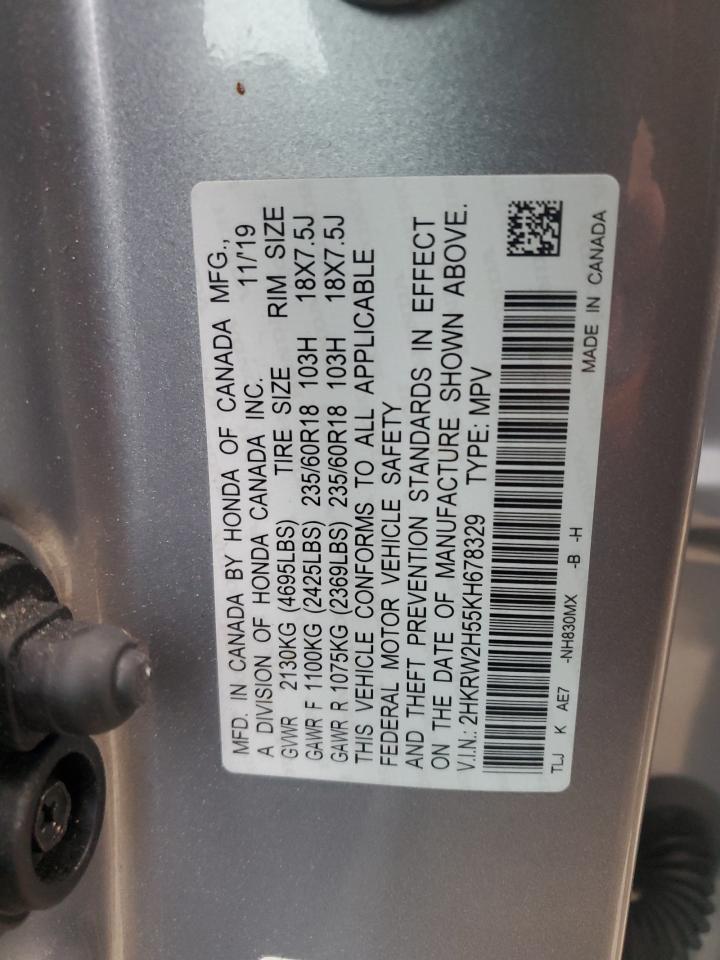 MFD. IN CANADA BY HONDA OF CANADA MFG.,
A DIVISION OF HONDA CANADA INC. 11/19
GVWR 2130KG (4695LBS) TIRE SIZE RIM SIZE
GAWR F 1100KG (2425LBS) 235/60R18 103H 18X7.5J
GAWR R 1075KG (2369LBS) 235/60R18 103H 18X7.5J
THIS VEHICLE CONFORMS TO ALL APPLICABLE
FEDERAL MOTOR VEHICLE SAFETY
AND THEFT PREVENTION STANDARDS IN EFFECT
ON THE DATE OF MANUFACTURE SHOWN ABOVE.
V.I.N.: 2HKRW2H55KH678329 TYPE: MPV
TLJ K AE7 -NH830MX -B -H
MADE IN CANADA